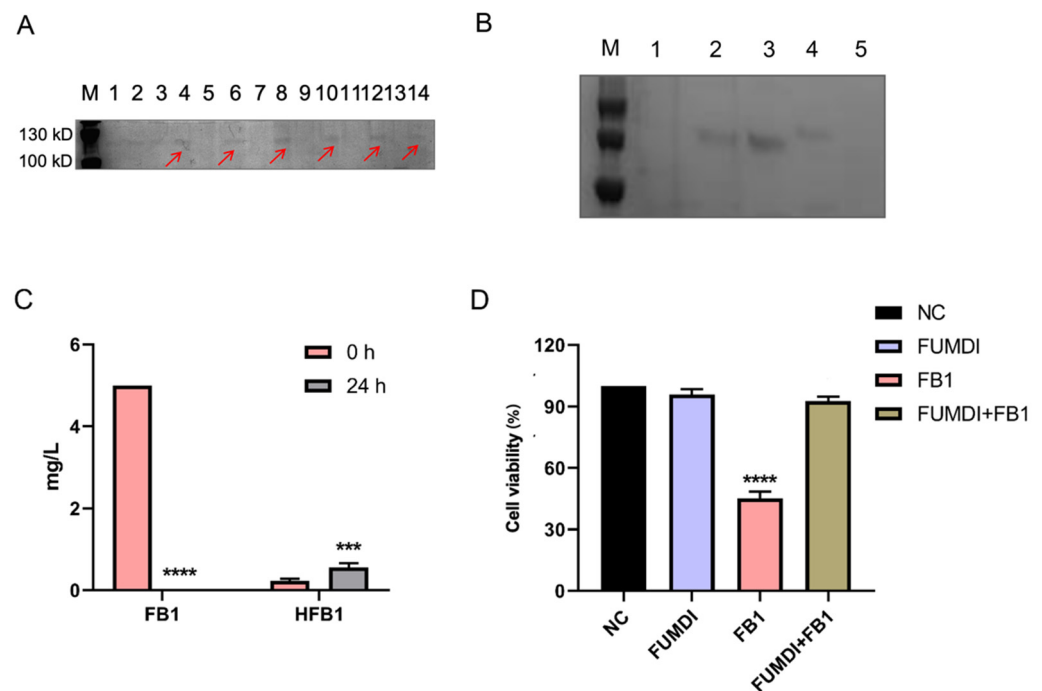 A
M 1 2 3 4 5 6 7 8 9 10 11 12 13 14
130 kD
100 kD
B
M 1 2 3 4 5
C
mg/L
6
4
2
0
0 h
24 h
****
***
FB1 HFB1
D
NC
FUMDI
FB1
FUMDI+FB1
Cell viability (%)
120
90
60
30
0
****
NC FUMDI FB1 FUMDI+FB1